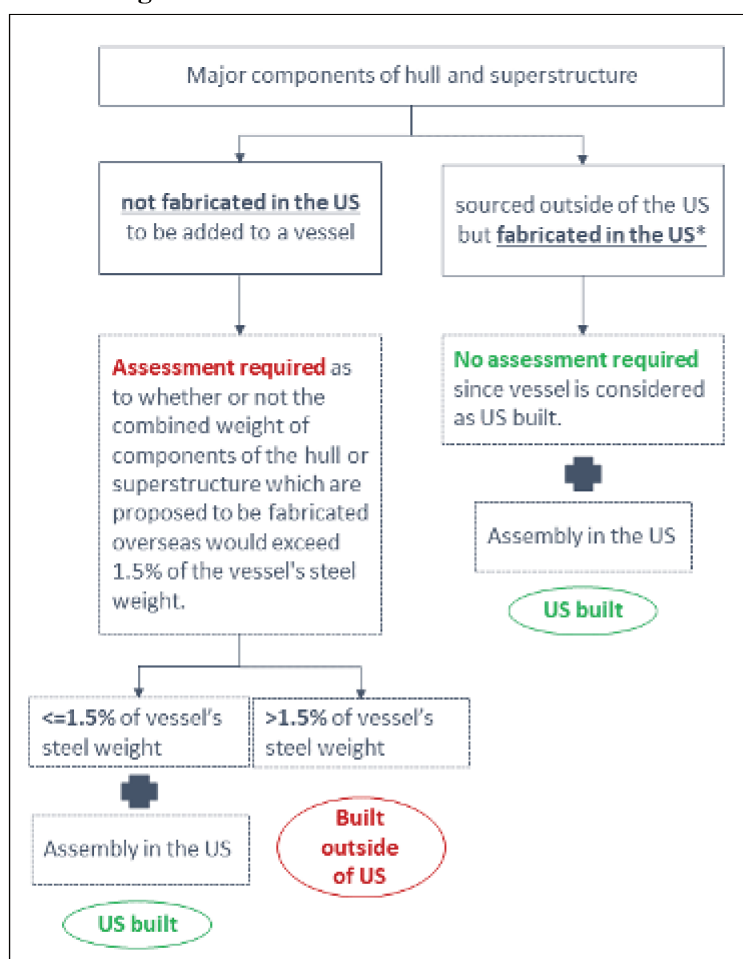 Major components of hull and superstructure
not fabricated in the US
to be added to a vessel
sourced outside of the US
but fabricated in the US*
Assessment required as
to whether or not the
combined weight of
components of the hull or
superstructure which are
proposed to be fabricated
overseas would exceed
1.5% of the vessel's steel
weight.
No assessment required
since vessel is considered
as US built.
Assembly in the US
US built
<=1.5% of vessel's
steel weight
>1.5% of vessel's
steel weight
Assembly in the US
US built
Built
outside
of US